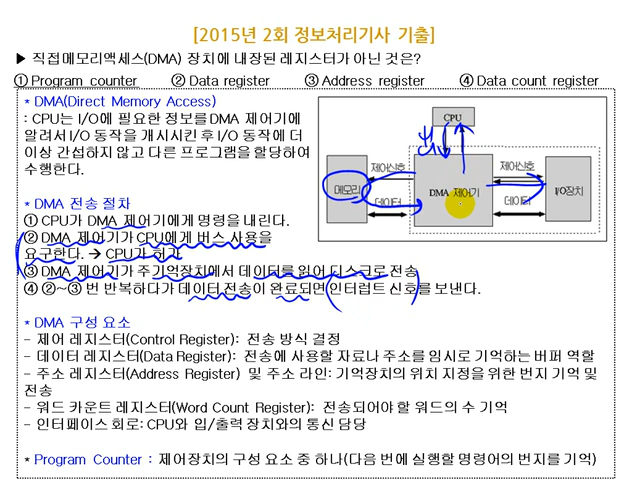 [2015년 2회 정보처리기사 기출]
▶ 직접메모리액세스(DMA) 장치에 내장된 레지스터가 아닌 것은?
① Program counter ② Data register ③ Address register ④ Data count register
* DMA(Direct Memory Access)
: CPU는 I/O에 필요한 정보를 DMA 제어기에
알려서 I/O 동작을 개시시킨 후 I/O 동작에 더
이상 간섭하지 않고 다른 프로그램을 할당하여
수행한다.
CPU
제어신호 제어신호
메모리 DMA 제어기 I/O장치
데이터 데이터
* DMA 전송 절차
① CPU가 DMA 제어기에게 명령을 내린다.
② DMA 제어기가 CPU에게 버스 사용을
요구한다. → CPU가 허가
③ DMA 제어기가 주기억장치에서 데이터를 읽어 디스크로 전송
④ ②~③ 번 반복하다가 데이터 전송이 완료되면 인터럽트 신호를 보낸다.
* DMA 구성 요소
- 제어 레지스터(Control Register): 전송 방식 결정
- 데이터 레지스터(Data Register): 전송에 사용할 자료나 주소를 임시로 기억하는 버퍼 역할
- 주소 레지스터(Address Register) 및 주소 라인: 기억장치의 위치 지정을 위한 번지 기억 및
전송
- 워드 카운트 레지스터(Word Count Register): 전송되어야 할 워드의 수 기억
- 인터페이스 회로: CPU와 입/출력 장치와의 통신 담당
* Program Counter : 제어장치의 구성 요소 중 하나(다음 번에 실행할 명령어의 번지를 기억)